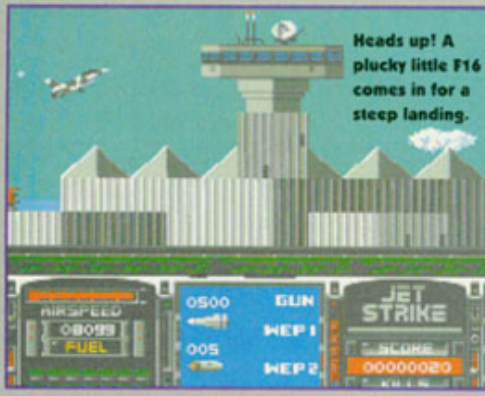 Heads up! A
plucky little F16
comes in for a
steep landing.
AIRSPEED
08099
FUEL
0500 GUN
WEP 1
005
WEP 2
JET
STRIKE
SCORE
00000020
KILLS